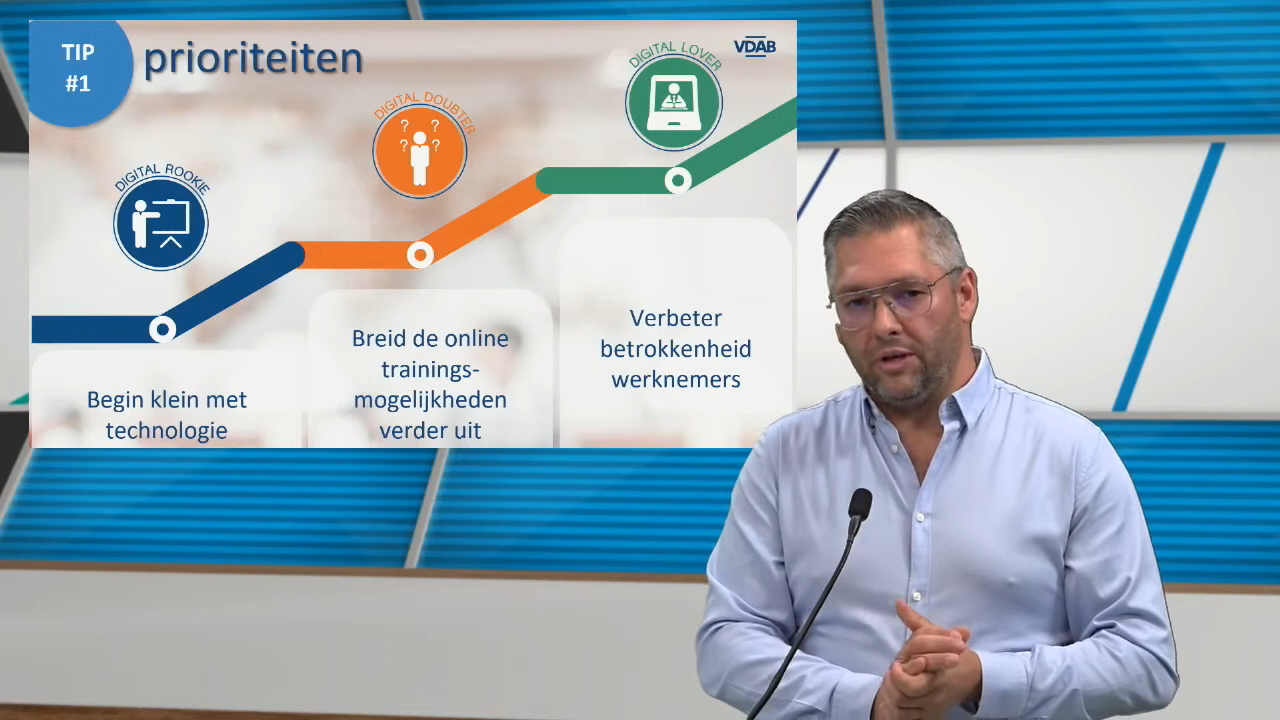 TIP
#1
prioriteiten
VDAB
DIGITAL LOVER
DIGITAL DOUBTER
? ?
? ?
DIGITAL ROOKIE
Verbeter
betrokkenheid
werknemers
Breid de online
trainings-
mogelijkheden
verder uit
Begin klein met
technologie